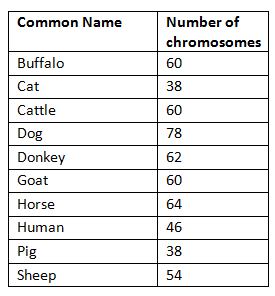 Common Name Number of
chromosomes
Buffalo 60
Cat 38
Cattle 60
Dog 78
Donkey 62
Goat 60
Horse 64
Human 46
Pig 38
Sheep 54